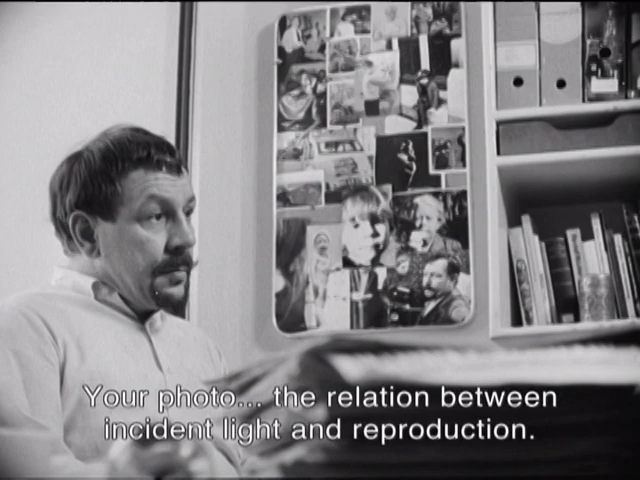 Your photo... the relation between
incident light and reproduction.